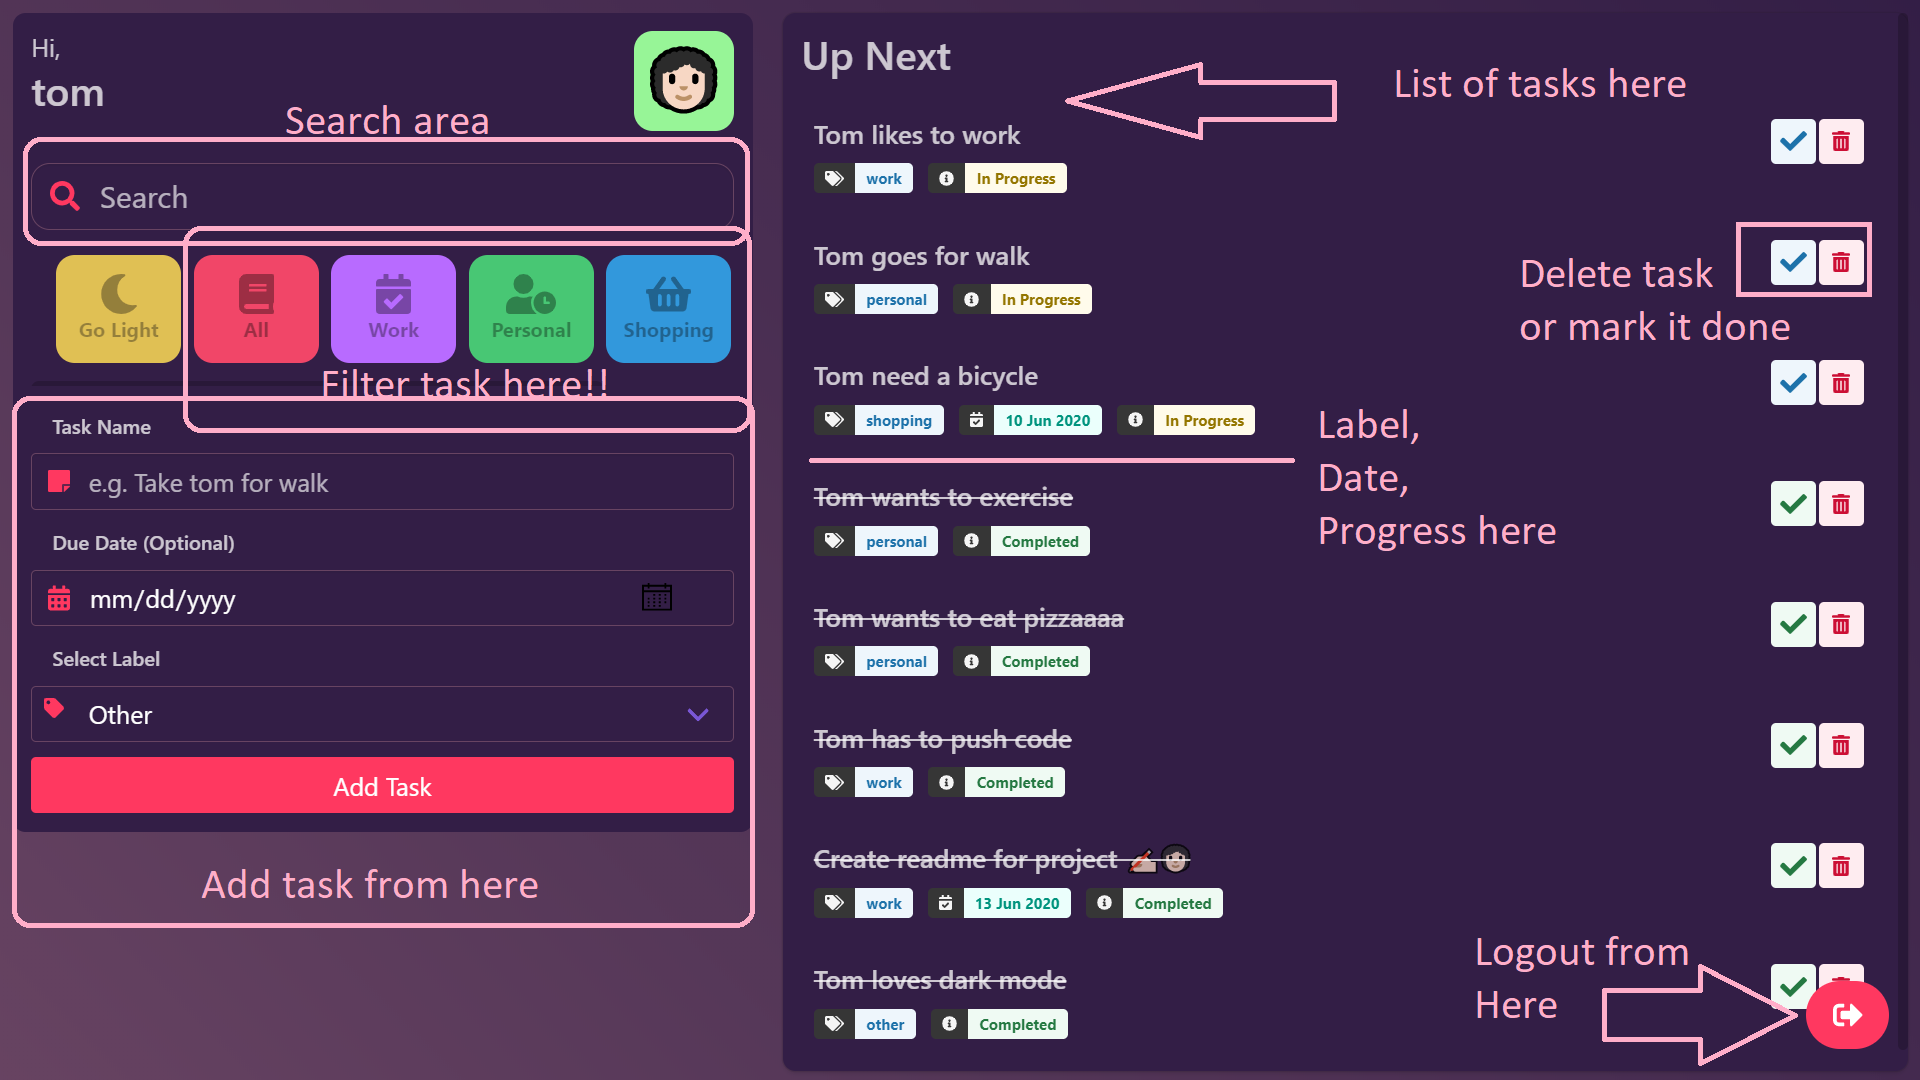 Hi,
tom
Search area
Search
Go Light
All
Work
Personal
Shopping
Filter task here!!
Task Name
e.g. Take tom for walk
Due Date (Optional)
mm/dd/yyyy
Select Label
Other
Add Task
Add task from here
Up Next
List of tasks here
Tom likes to work
work
In Progress
Tom goes for walk
personal
In Progress
Delete task
or mark it done
Tom need a bicycle
shopping
10 Jun 2020
In Progress
Label,
Date,
Progress here
Tom wants to exercise
personal
Completed
Tom wants to eat pizzaaaa
personal
Completed
Tom has to push code
work
Completed
Create readme for project
work
13 Jun 2020
Completed
Tom loves dark mode
other
Completed
Logout from
Here